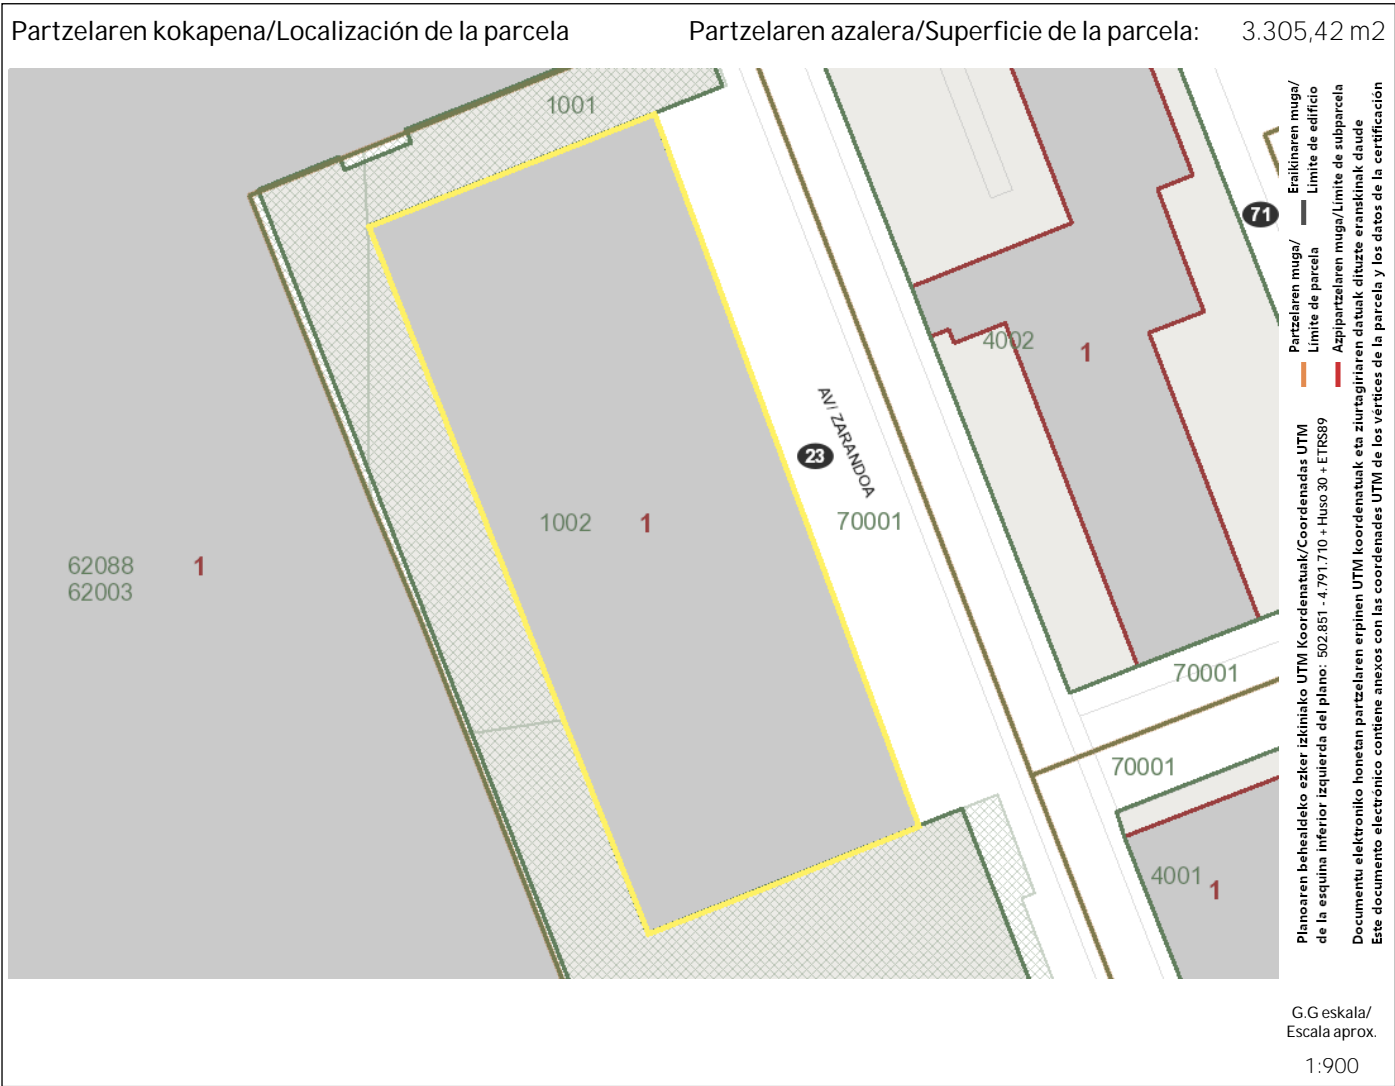 Partzelaren kokapena/Localización de la parcela
Partzelaren azalera/Superficie de la parcela: 3.305,42 m2
1001
71
4002 1
AV/ ZARANDOA
23
1002 1
70001
62088 1
62003
70001
70001
4001 1
Partzelaren muga/
Límite de parcela
Eraikinaren muga/
Límite de edificio
Azpipartzelaren muga/Límite de subparcela
Planoaren behealdeko ezker izkiniako UTM Koordenatuak/Coordenadas UTM
de la esquina inferior izquierda del plano: 502.851 - 4.791.710 + Huso 30 + ETRS89
Documentu elektroniko honetan partzelaren erpinen UTM koordenatuak eta ziurtagiriaren datuak dituzte eranskinak daude
Este documento electrónico contiene anexos con las coordenadas UTM de los vértices de la parcela y los datos de la certificación
G.G eskala/
Escala aprox.
1:900